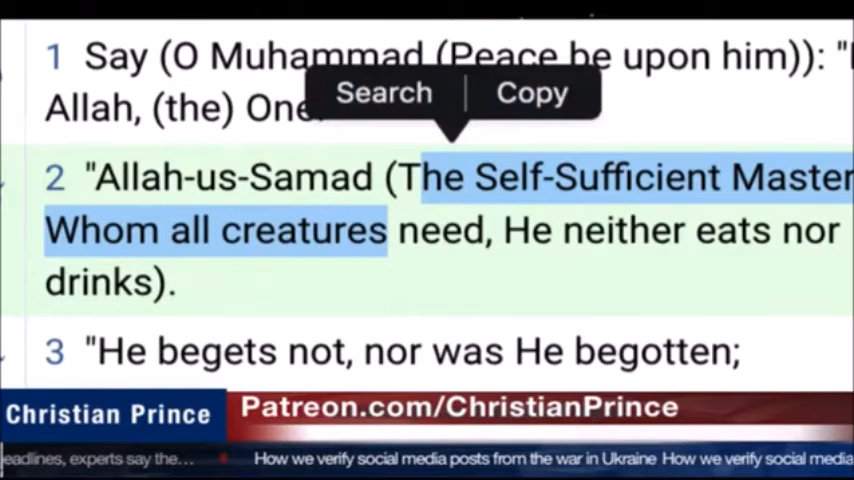 1 Say (O Muhammad (Peace be upon him)): "
Allah, (the) One.
Search Copy
2 "Allah-us-Samad (The Self-Sufficient Master
Whom all creatures need, He neither eats nor
drinks).
3 "He begets not, nor was He begotten;
Christian Prince
Patreon.com/ChristianPrince
eadlines, experts say the... How we verify social media posts from the war in Ukraine How we verify social media